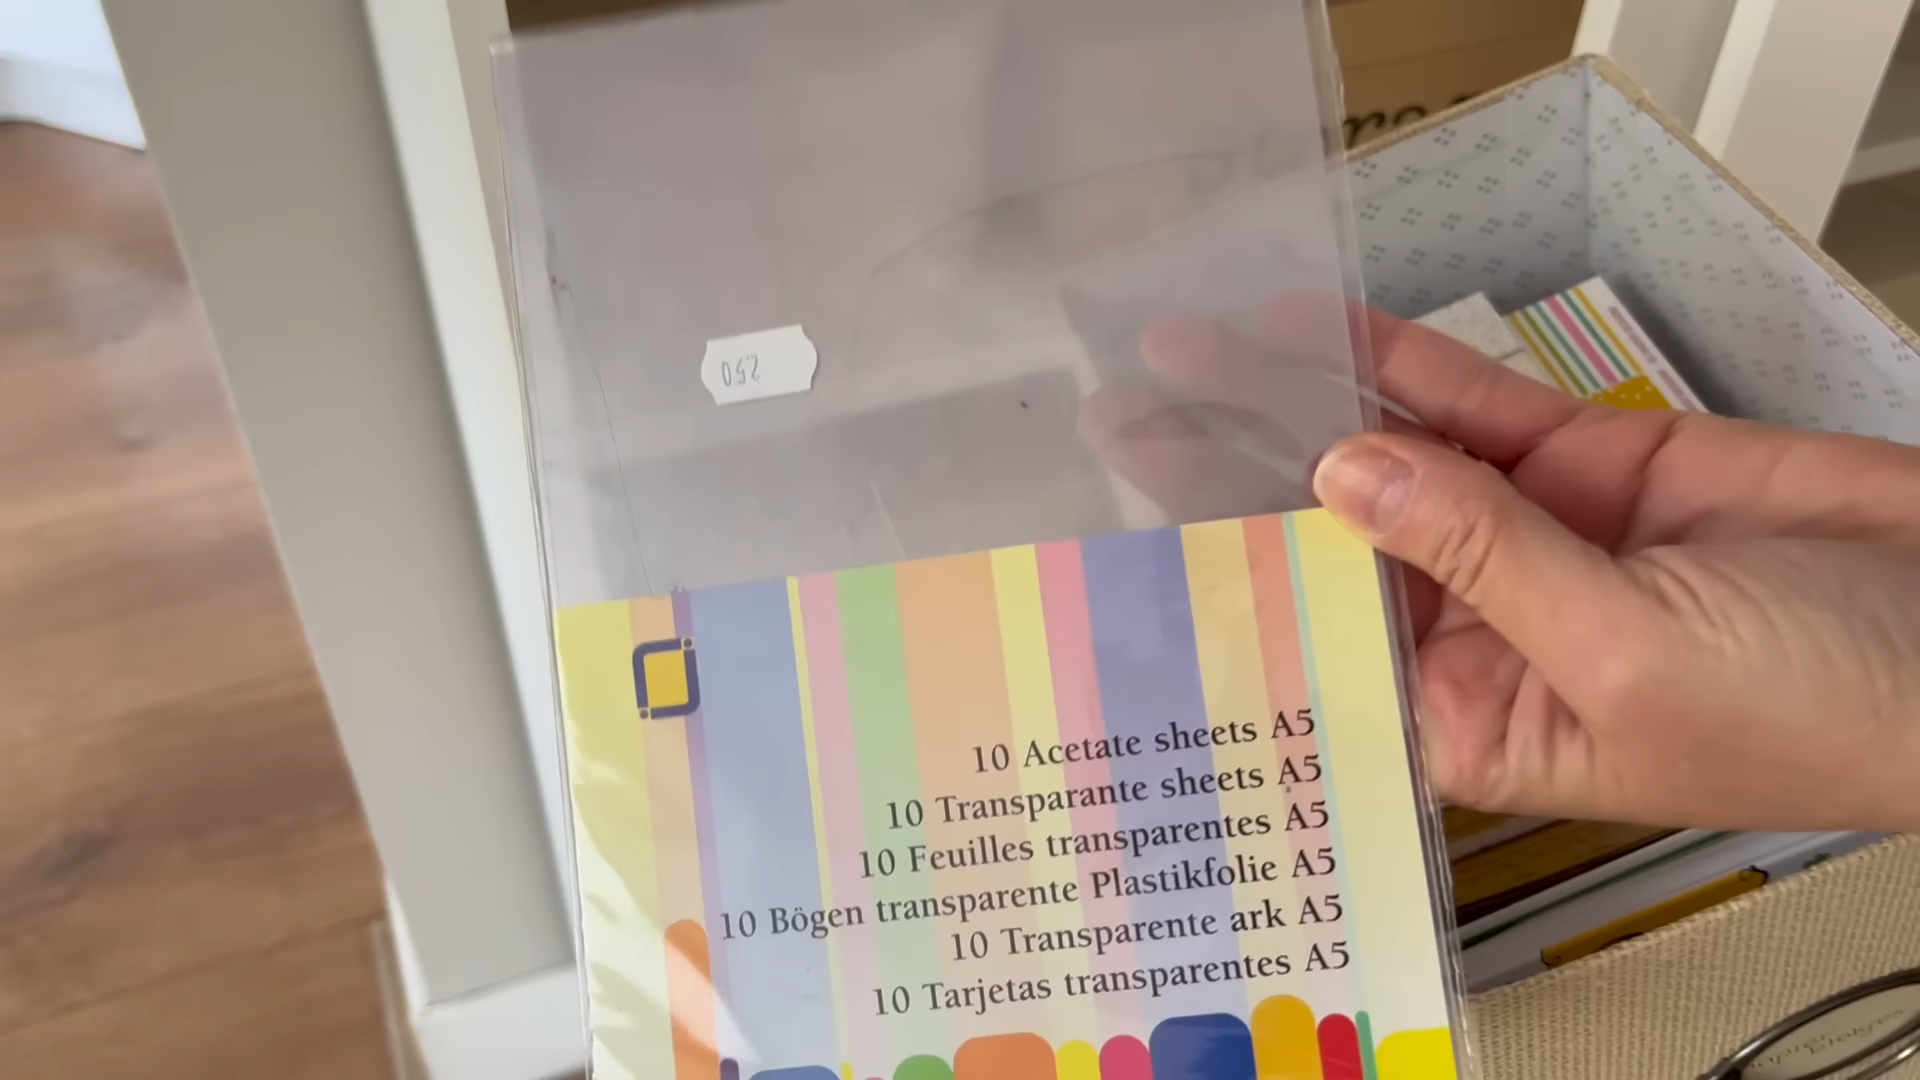 250
10 Acetate sheets A5
10 Transparante sheets A5
10 Feuilles transparentes A5
10 Bögen transparente Plastikfolie A5
10 Transparente ark A5
10 Tarjetas transparentes A5